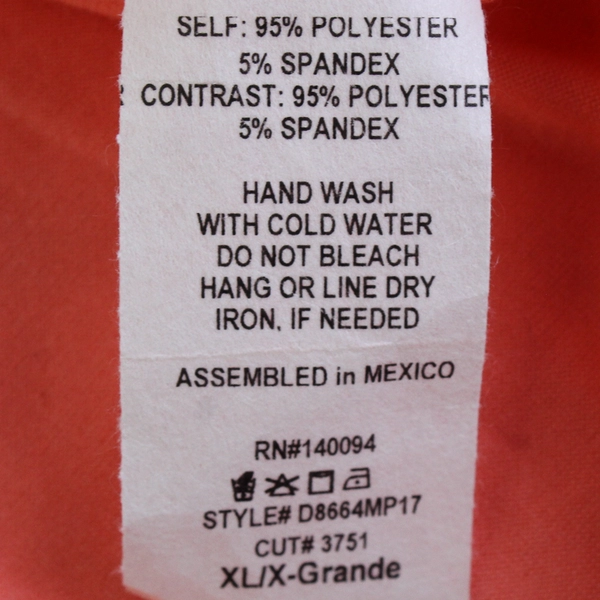 SELF: 95% POLYESTER
5% SPANDEX
CONTRAST: 95% POLYESTER
5% SPANDEX
HAND WASH
WITH COLD WATER
DO NOT BLEACH
HANG OR LINE DRY
IRON, IF NEEDED
ASSEMBLED in MEXICO
RN#140094
STYLE# D8664MP17
CUT# 3751
XL/X-Grande